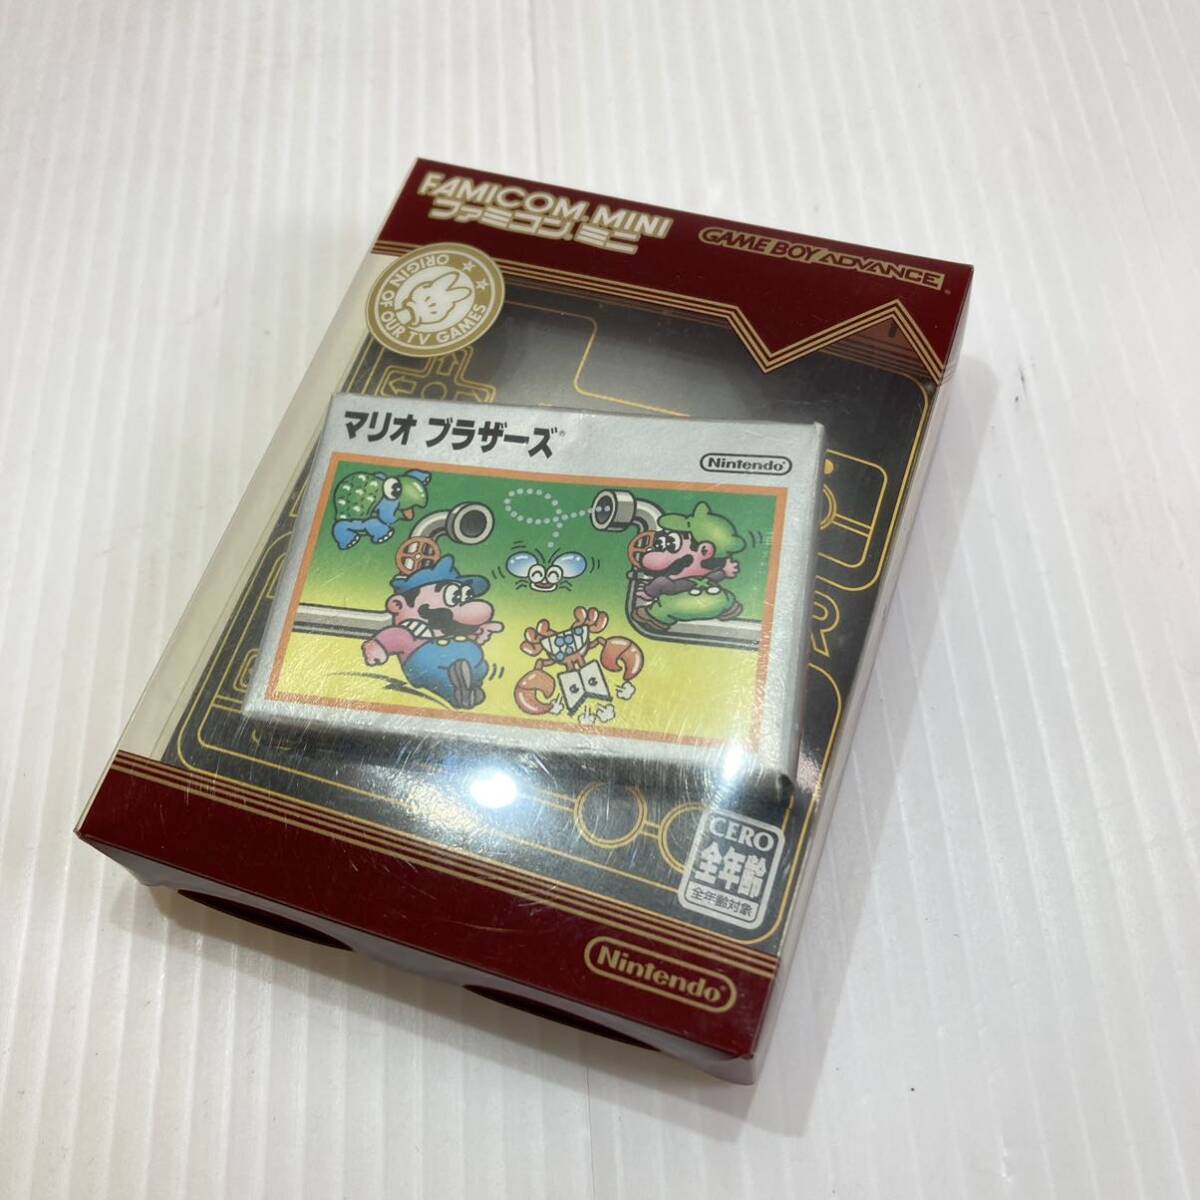 FAMICOM MINI
ファミコンミニ
GAME BOY ADVANCE
ORIGIN OF OUR TV GAMES
マリオ ブラザーズ®
Nintendo®
CERO
全年齢
全年齢対象
Nintendo®